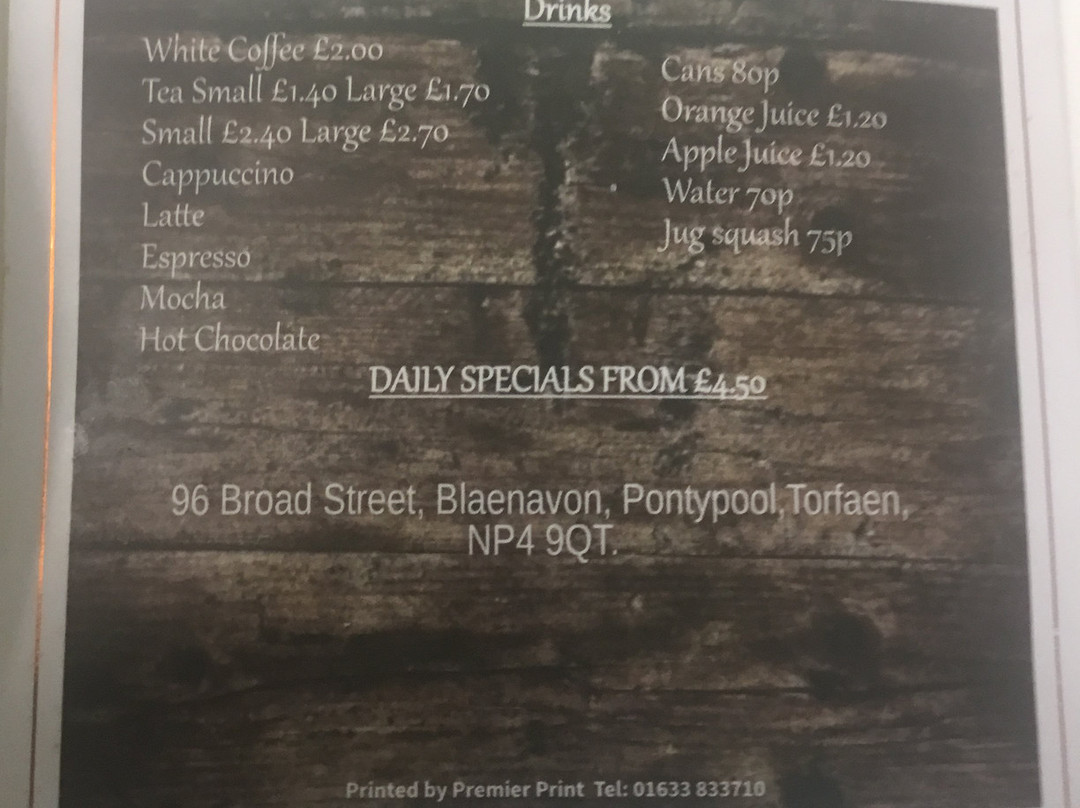 Drinks
White Coffee £2.00
Tea Small £1.40 Large £1.70
Small £2.40 Large £2.70
Cappuccino
Latte
Espresso
Mocha
Hot Chocolate
Cans 80p
Orange Juice £1.20
Apple Juice £1.20
Water 70p
Jug squash 75p
DAILY SPECIALS FROM £4.50
96 Broad Street, Blaenavon, Pontypool,Torfaen,
NP4 9QT.
Printed by Premier Print Tel: 01633 833710